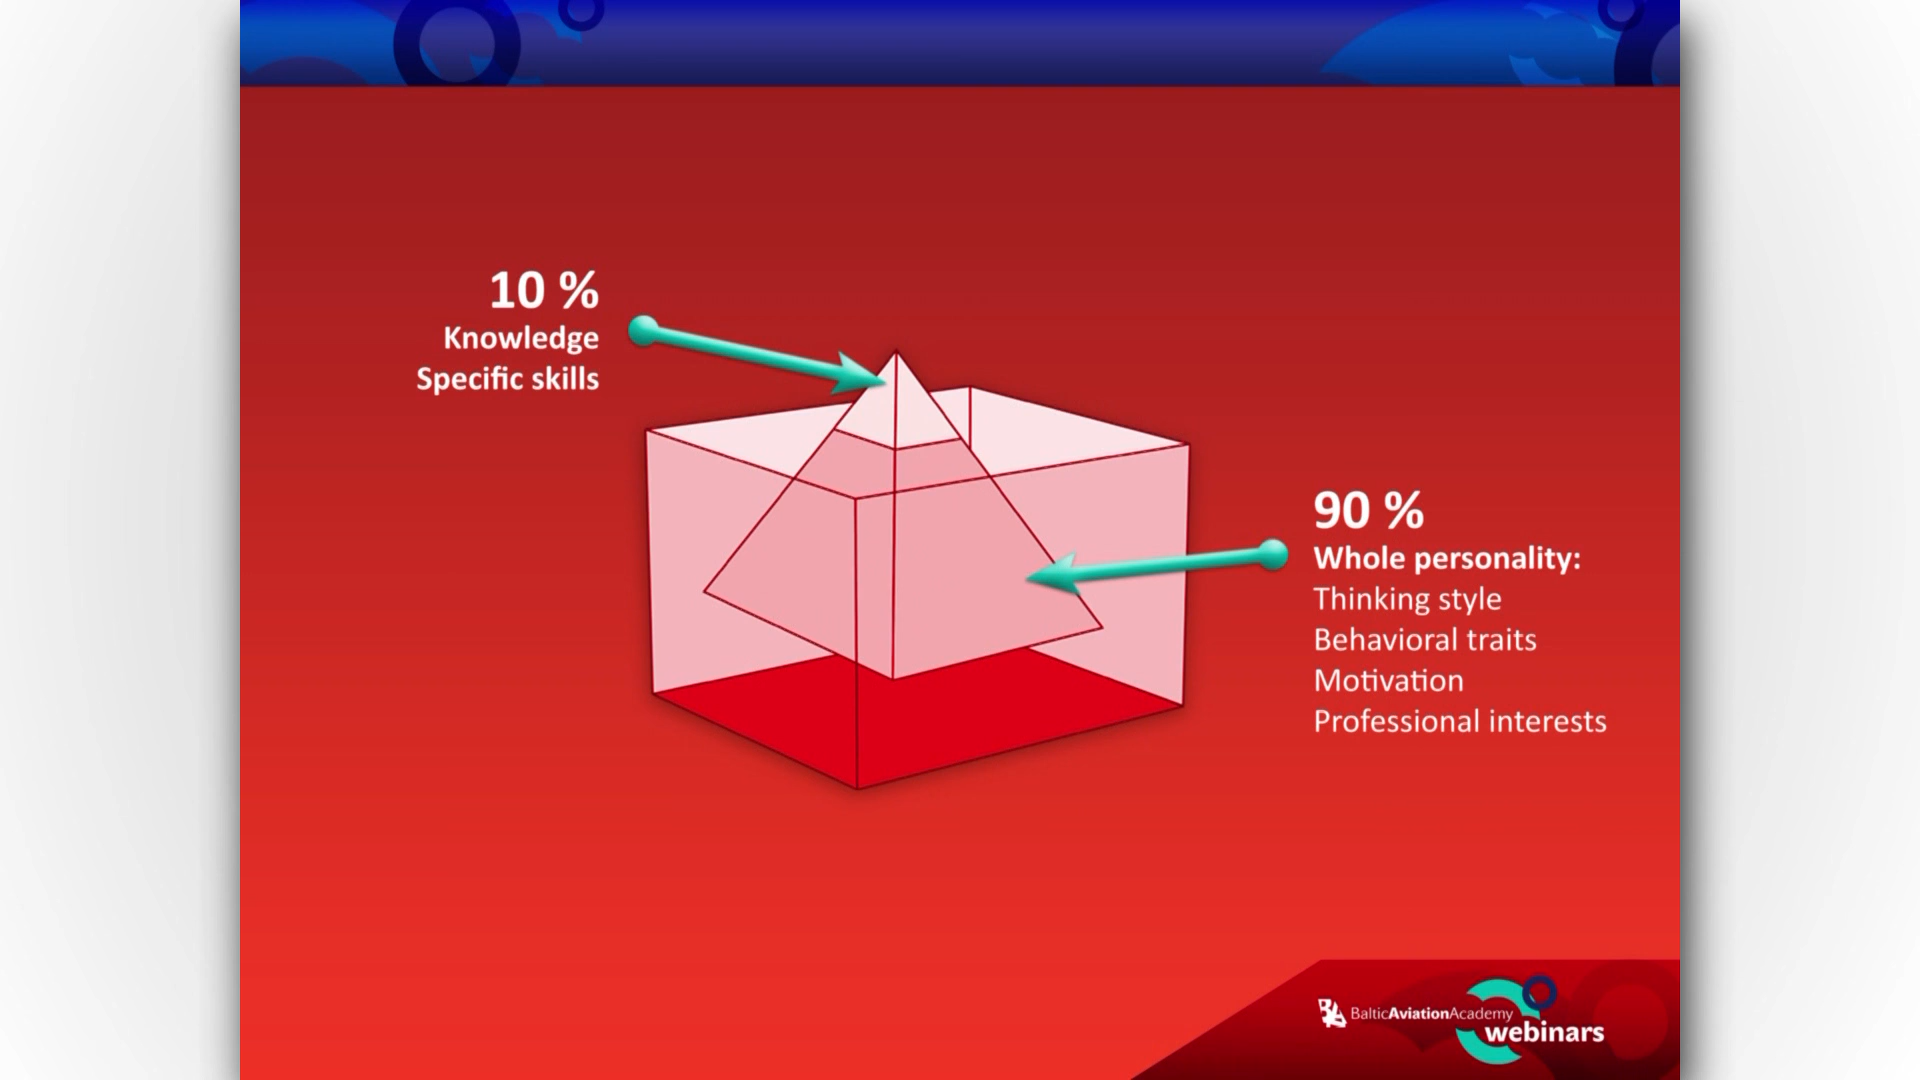 10 %
Knowledge
Specific skills
90 %
Whole personality:
Thinking style
Behavioral traits
Motivation
Professional interests
BalticAviationAcademy
webinars